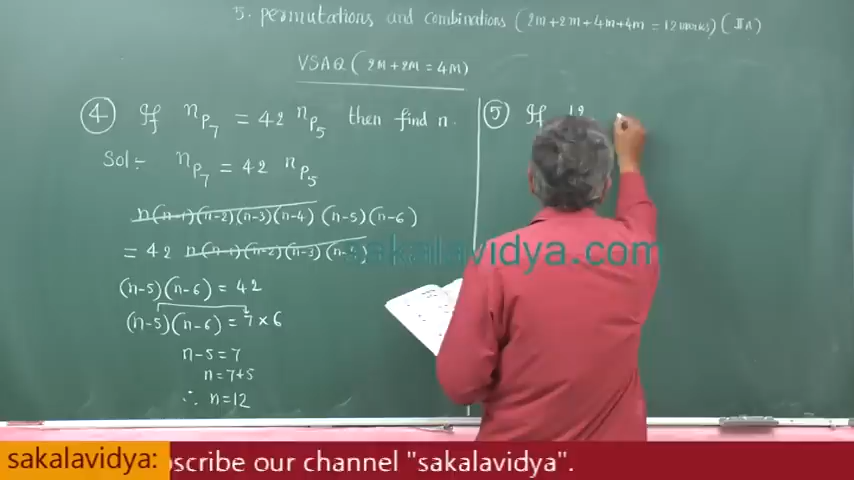 5. permutations and combinations (2m+2m+4m+4m = 12 marks) (IIA)
VSAQ (2m+2m = 4M)
④ If ⁿP₇ = 42 ⁿP₅ then find n.
Sol:- ⁿP₇ = 42 ⁿP₅
n(n-1)(n-2)(n-3)(n-4)(n-5)(n-6)
= 42 n(n-1)(n-2)(n-3)(n-4)
(n-5)(n-6) = 42
(n-5)(n-6) = 7×6
n-5=7
n=7+5
∴ n=12
⑤ If 12
sakalavidya.com
sakalavidya: scribe our channel "sakalavidya".